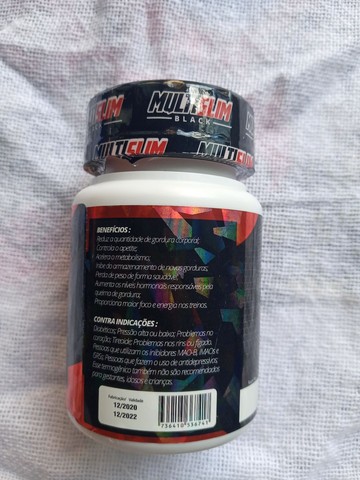 MULTISLIM
BLACK
MULTISLIM
BENEFÍCIOS:
Reduz a quantidade de gordura corporal;
Controla o apetite;
Acelera o metabolismo;
Inibe do armazenamento de novas gorduras;
Perda de peso de forma saudável;
Aumenta os níveis hormonais responsáveis pela
queima de gordura;
Proporciona maior foco e energia nos treinos.
CONTRA INDICAÇÕES:
Diabéticos; Pressão alta ou baixa; Problemas no
coração; Tireoide; Problemas nos rins ou fígado.
Pessoas que utilizam os inibidores MAO-B, IMAOs e
ISRSs; Pessoas que fazem o uso de antidepressivos.
Este termogênico também não são recomendados
para gestantes, idosos e crianças.
Fabricação/ Validade
12/2020
12/2022